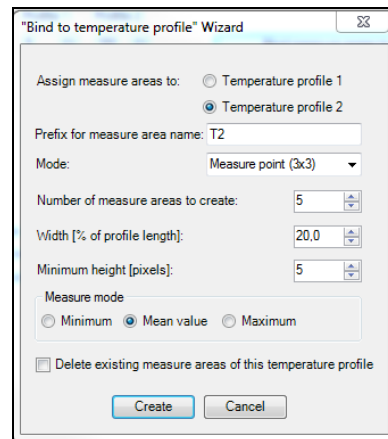 "Bind to temperature profile" Wizard
Assign measure areas to: Temperature profile 1
Temperature profile 2
Prefix for measure area name: T2
Mode: Measure point (3x3)
Number of measure areas to create: 5
Width [% of profile length]: 20,0
Minimum height [pixels]: 5
Measure mode
Minimum Mean value Maximum
Delete existing measure areas of this temperature profile
Create Cancel